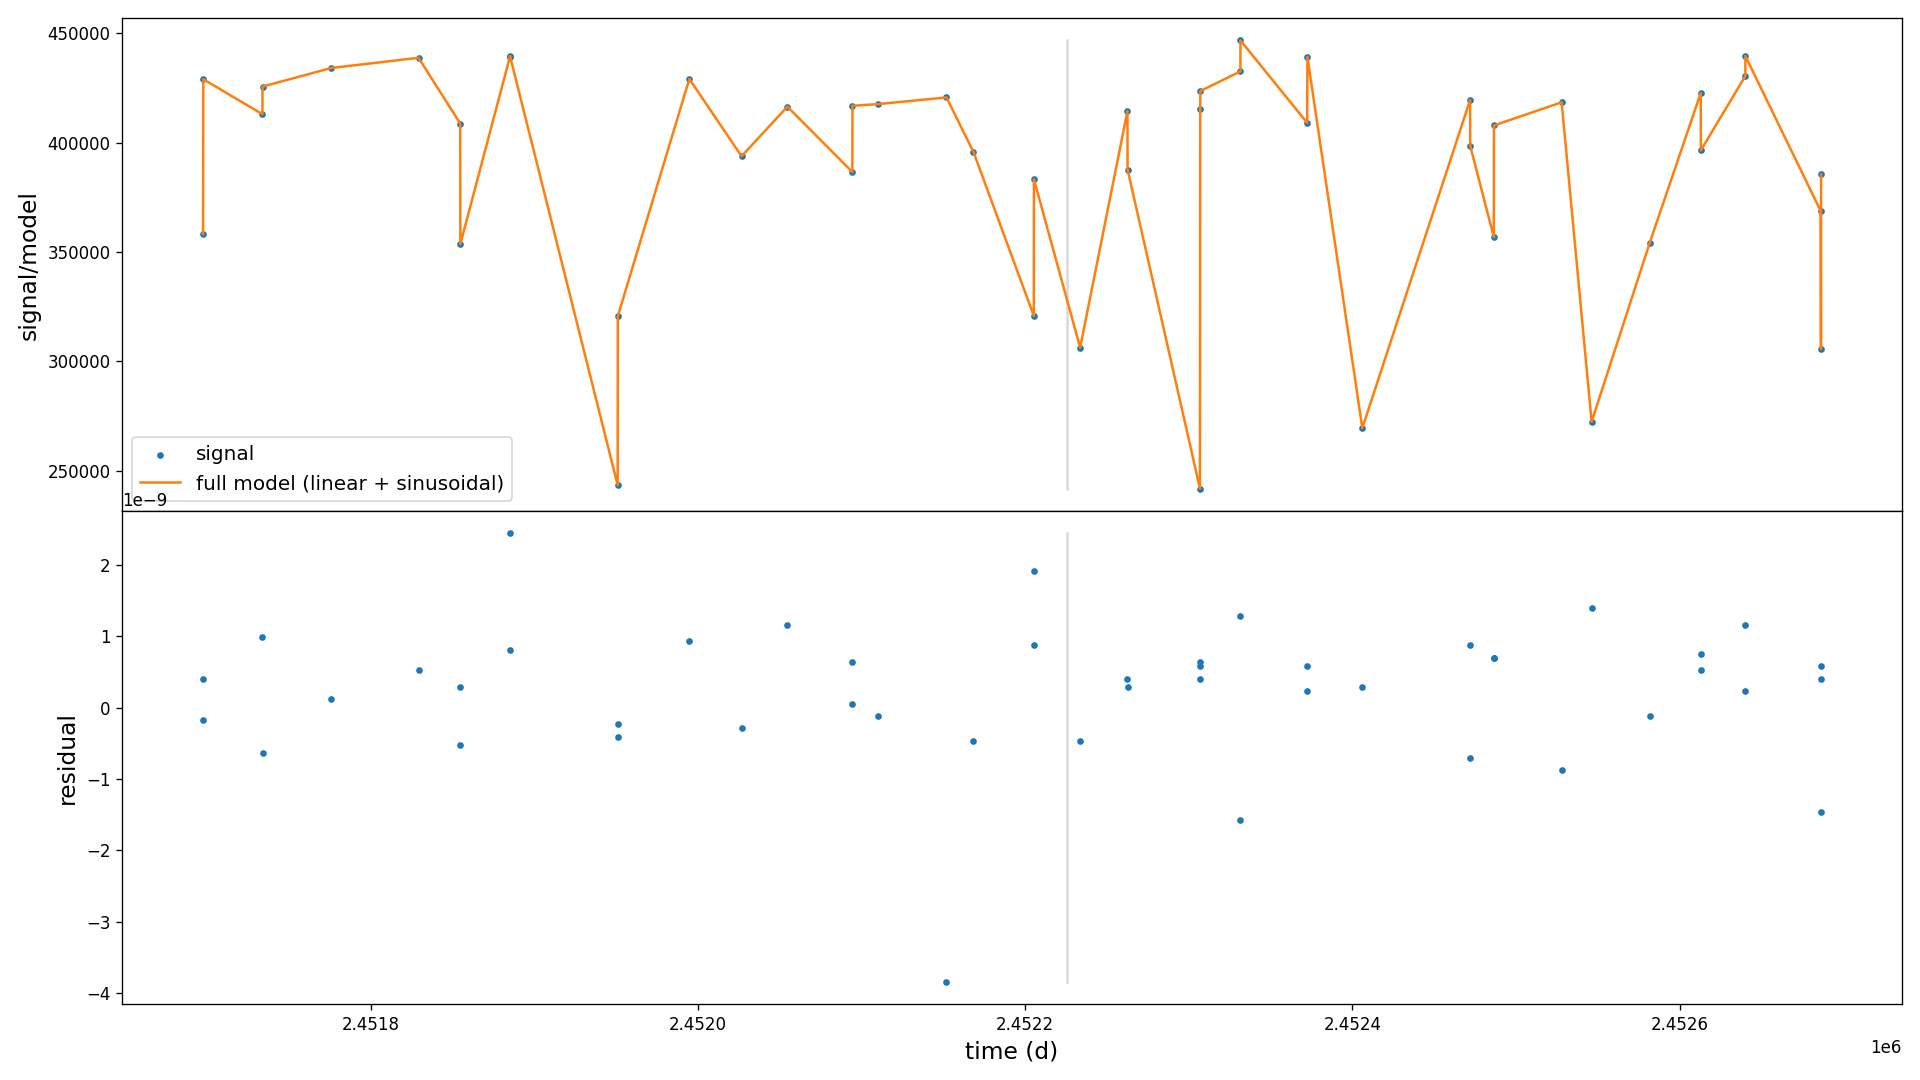 450000
400000
350000
300000
250000
signal/model
signal
full model (linear + sinusoidal)
1e−9
2
1
0
−1
−2
−3
−4
residual
2.4518
2.4520
2.4522
2.4524
2.4526
time (d)
1e6